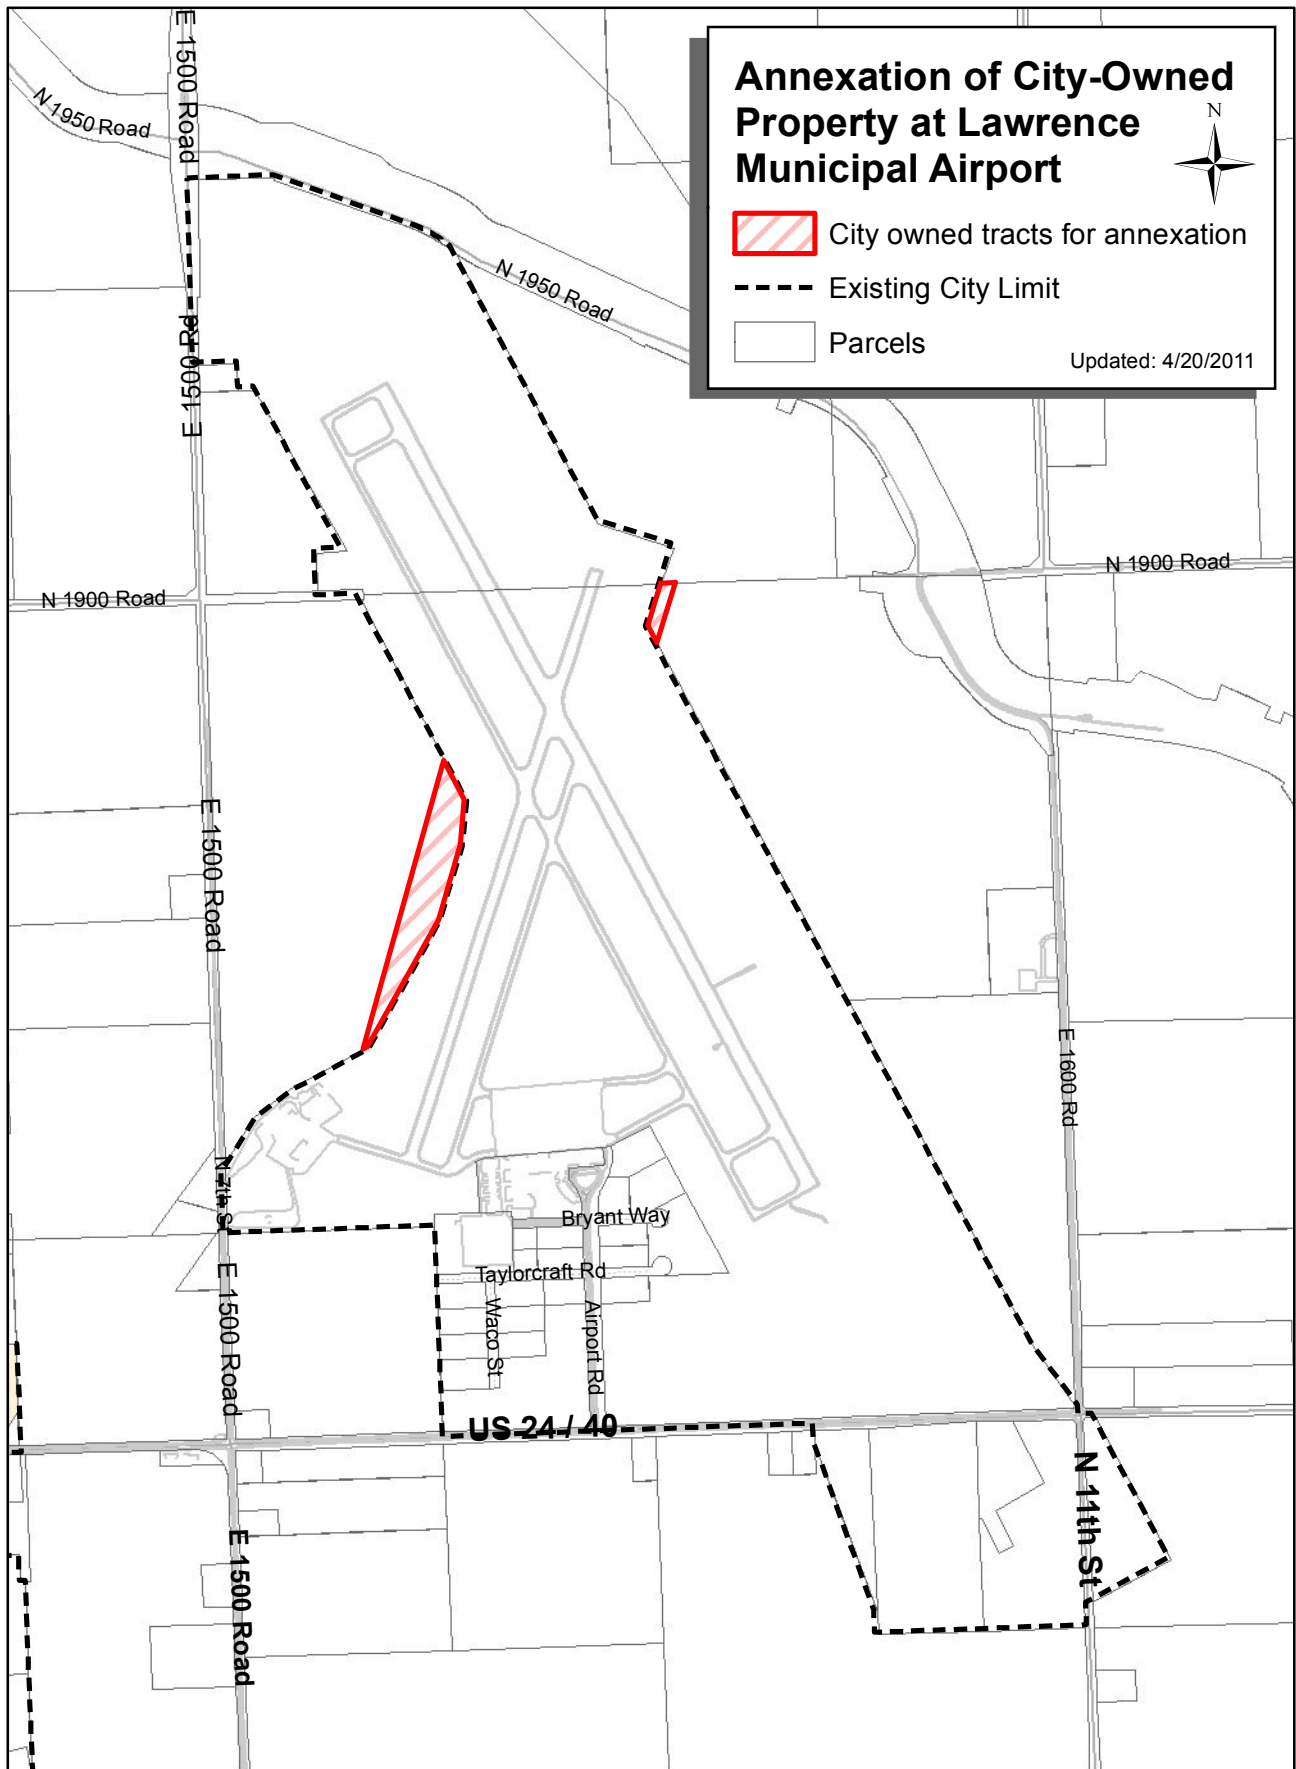 Annexation of City-Owned
Property at Lawrence
Municipal Airport
N
City owned tracts for annexation
Existing City Limit
Parcels
Updated: 4/20/2011
E 1500 Road
N 1950 Road
N 1950 Road
E 1500 Rd
N 1900 Road
N 1900 Road
E 1500 Road
E 1600 Rd
N 7th St
Bryant Way
Taylorcraft Rd
E 1500 Road
Waco St
Airport Rd
US 24 / 40
N 11th St
E 1500 Road